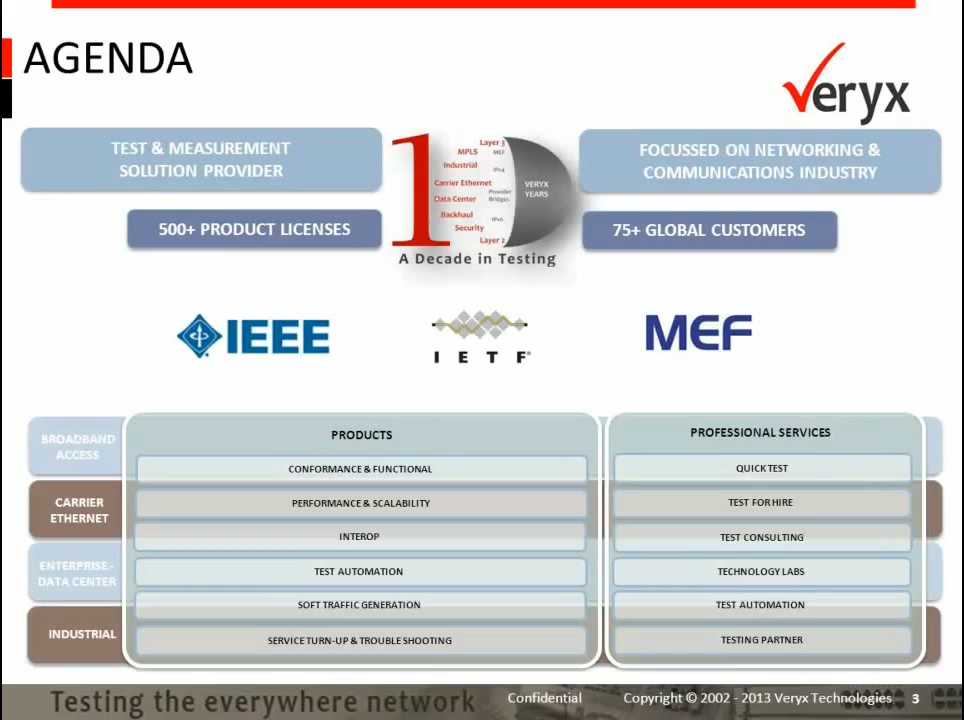 AGENDA
Veryx
TEST & MEASUREMENT
SOLUTION PROVIDER
500+ PRODUCT LICENSES
10
Layer 3
MPLS
MEF
Industrial
IPv4
Carrier Ethernet
Data Center
Provider
Bridges
Backhaul
IPv6
Security
Layer 2
VERYX
YEARS
A Decade in Testing
FOCUSSED ON NETWORKING &
COMMUNICATIONS INDUSTRY
75+ GLOBAL CUSTOMERS
IEEE
IETF®
MEF
BROADBAND
ACCESS
CARRIER
ETHERNET
ENTERPRISE-
DATA CENTER
INDUSTRIAL
PRODUCTS
CONFORMANCE & FUNCTIONAL
PERFORMANCE & SCALABILITY
INTEROP
TEST AUTOMATION
SOFT TRAFFIC GENERATION
SERVICE TURN-UP & TROUBLE SHOOTING
PROFESSIONAL SERVICES
QUICK TEST
TEST FOR HIRE
TEST CONSULTING
TECHNOLOGY LABS
TEST AUTOMATION
TESTING PARTNER
Testing the everywhere network
Confidential
Copyright © 2002 - 2013 Veryx Technologies
3